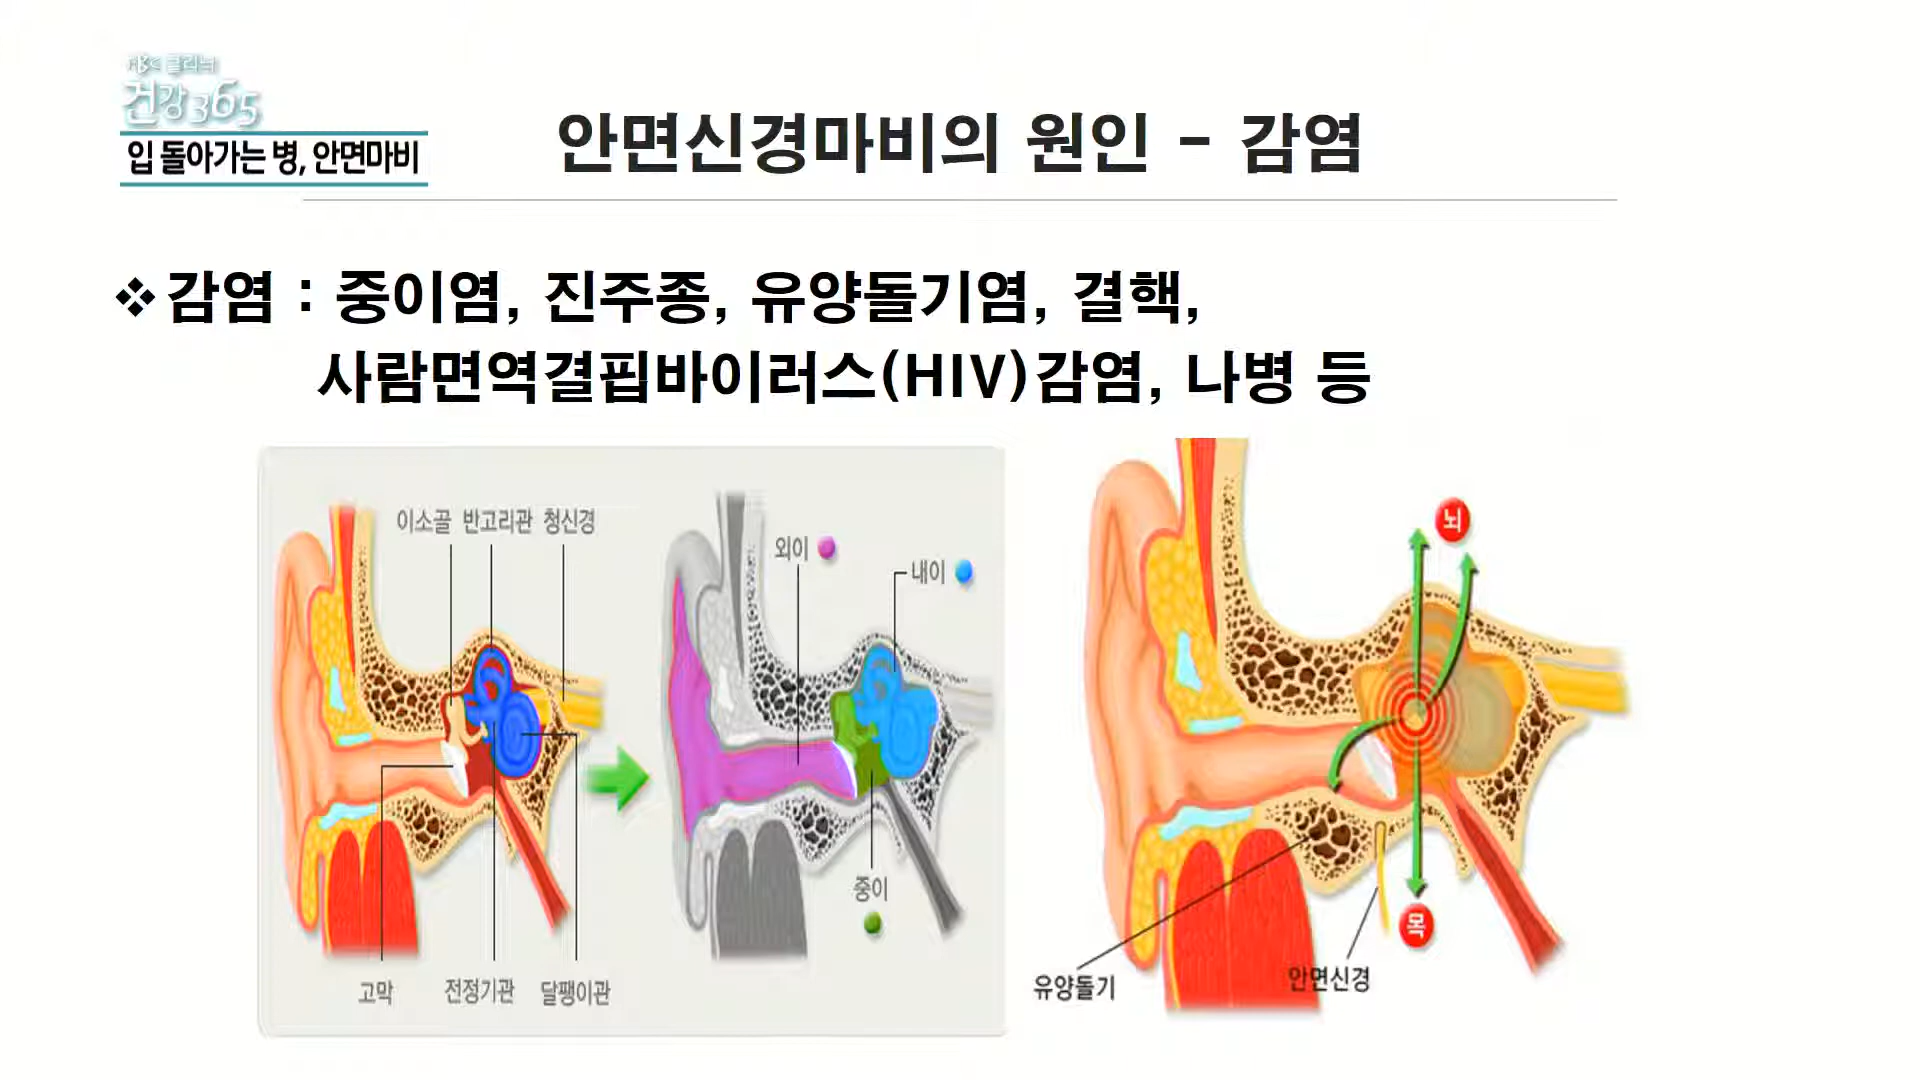 클리닉
건강365
입 돌아가는 병, 안면마비
안면신경마비의 원인 - 감염
❖감염 : 중이염, 진주종, 유양돌기염, 결핵,
사람면역결핍바이러스(HIV)감염, 나병 등
이소골 반고리관 청신경
고막 전정기관 달팽이관
외이
내이
중이
뇌
목
유양돌기
안면신경